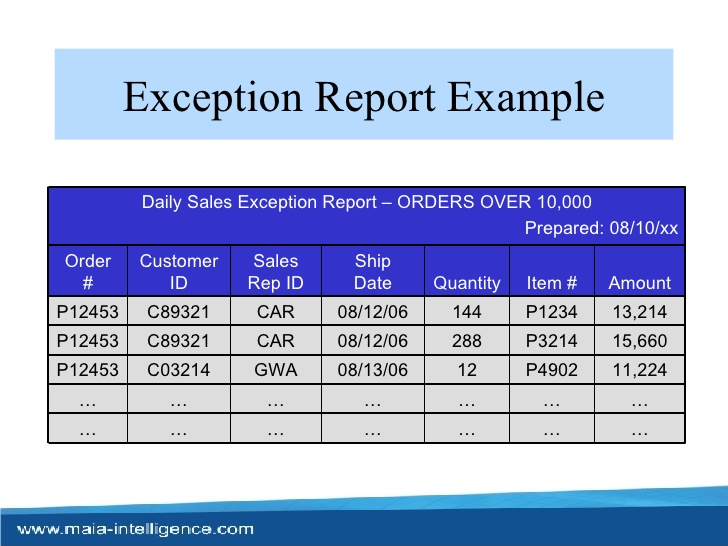 Exception Report Example
Daily Sales Exception Report – ORDERS OVER 10,000
Prepared: 08/10/xx
Order # Customer ID Sales Rep ID Ship Date Quantity Item # Amount
P12453 C89321 CAR 08/12/06 144 P1234 13,214
P12453 C89321 CAR 08/12/06 288 P3214 15,660
P12453 C03214 GWA 08/13/06 12 P4902 11,224
… … … … … … …
… … … … … … …
www.maia-intelligence.com